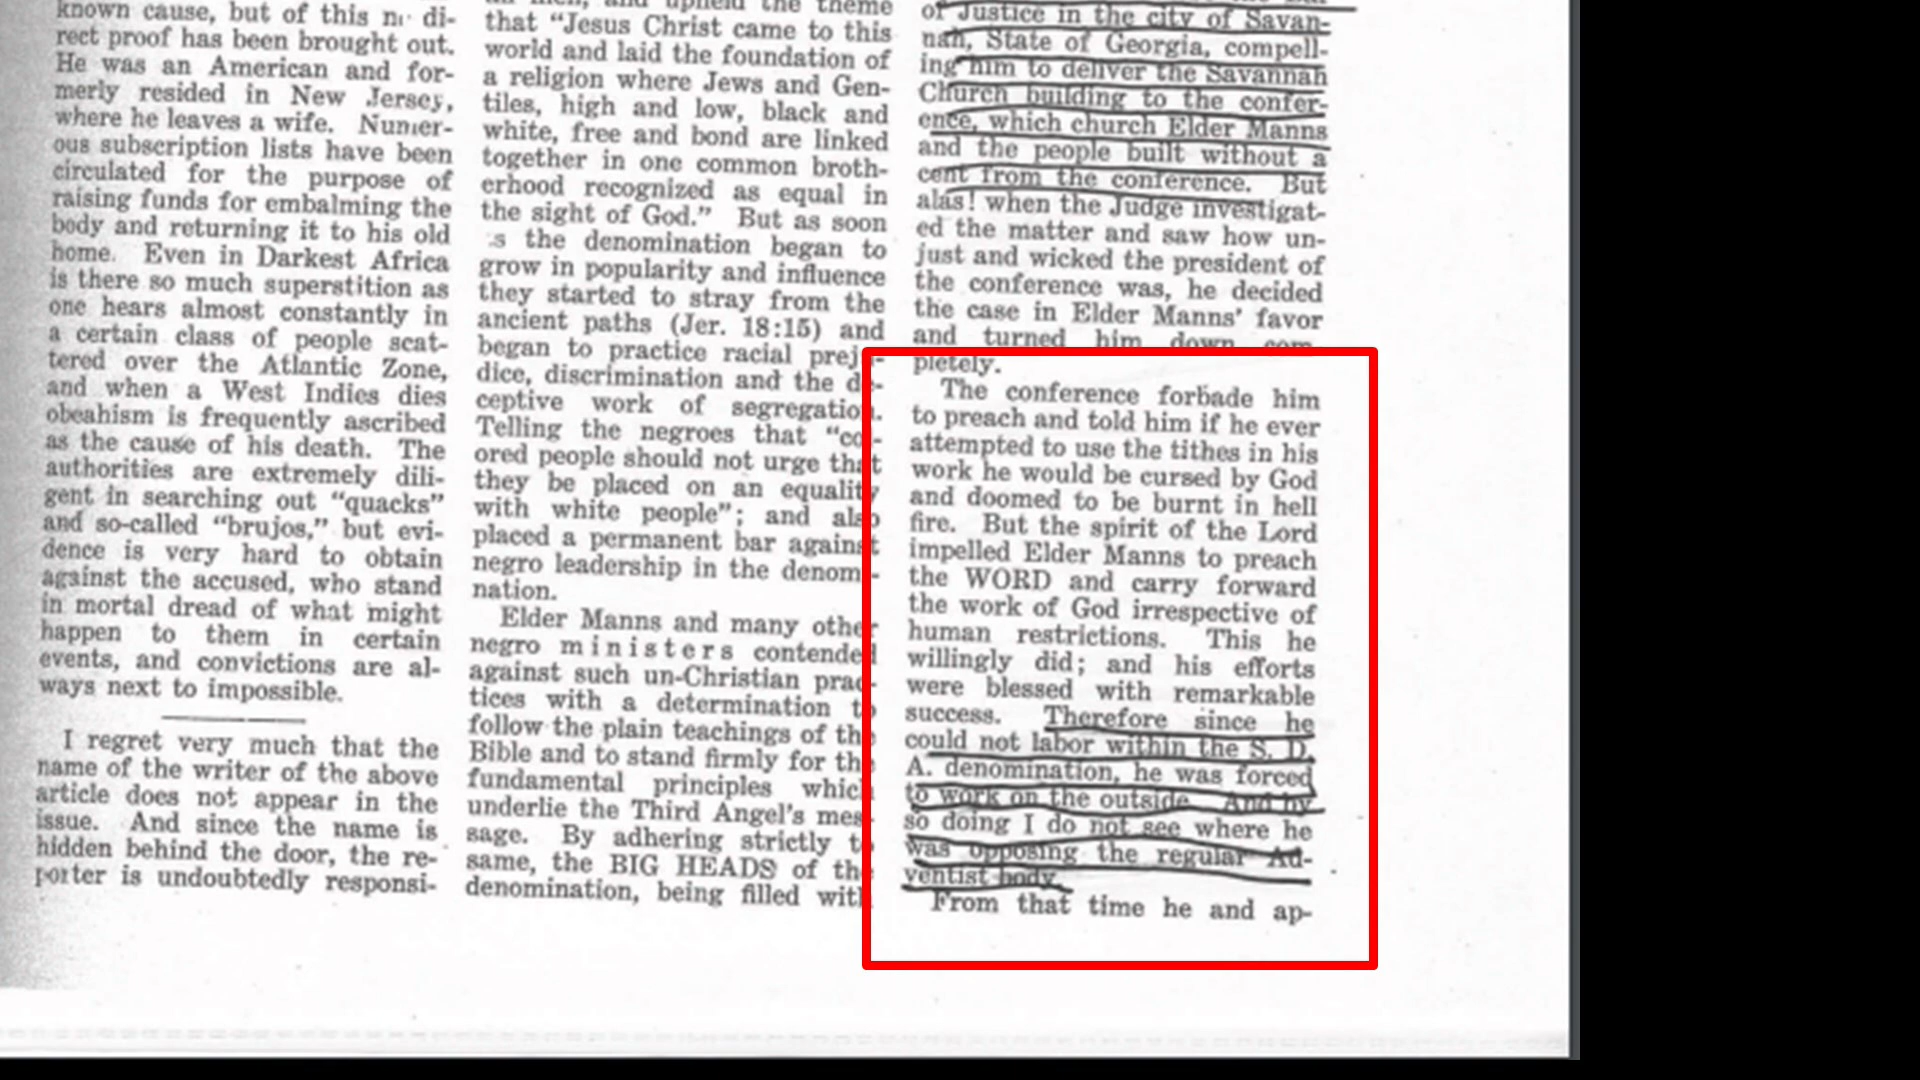 known cause, but of this no di-
rect proof has been brought out.
He was an American and for-
merly resided in New Jersey,
where he leaves a wife. Numer-
ous subscription lists have been
circulated for the purpose of
raising funds for embalming the
body and returning it to his old
home. Even in Darkest Africa
is there so much superstition as
one hears almost constantly in
a certain class of people scat-
tered over the Atlantic Zone,
and when a West Indies dies
obeahism is frequently ascribed
as the cause of his death. The
authorities are extremely dili-
gent in searching out “quacks”
and so-called “brujos,” but evi-
dence is very hard to obtain
against the accused, who stand
in mortal dread of what might
happen to them in certain
events, and convictions are al-
ways next to impossible.
I regret very much that the
name of the writer of the above
article does not appear in the
issue. And since the name is
hidden behind the door, the re-
porter is undoubtedly responsi-
men, and upheld the theme
that “Jesus Christ came to this
world and laid the foundation of
a religion where Jews and Gen-
tiles, high and low, black and
white, free and bond are linked
together in one common broth-
erhood recognized as equal in
the sight of God.” But as soon
as the denomination began to
grow in popularity and influence
they started to stray from the
ancient paths (Jer. 18:15) and
began to practice racial preju-
dice, discrimination and the de-
ceptive work of segregation.
Telling the negroes that “col-
ored people should not urge that
they be placed on an equality
with white people”; and also
placed a permanent bar against
negro leadership in the denomi-
nation.
Elder Manns and many other
negro ministers contended
against such un-Christian prac-
tices with a determination to
follow the plain teachings of the
Bible and to stand firmly for the
fundamental principles which
underlie the Third Angel's mes-
sage. By adhering strictly to
same, the BIG HEADS of the
denomination, being filled with
of Justice in the city of Savan-
nah, State of Georgia, compell-
ing him to deliver the Savannah
Church building to the confer-
ence, which church Elder Manns
and the people built without a
cent from the conference. But
alas! when the Judge investigat-
ed the matter and saw how un-
just and wicked the president of
the conference was, he decided
the case in Elder Manns’ favor
and turned him down com-
pletely.
The conference forbade him
to preach and told him if he ever
attempted to use the tithes in his
work he would be cursed by God
and doomed to be burnt in hell
fire. But the spirit of the Lord
impelled Elder Manns to preach
the WORD and carry forward
the work of God irrespective of
human restrictions. This he
willingly did; and his efforts
were blessed with remarkable
success. Therefore since he
could not labor within the S. D.
A. denomination, he was forced
to work on the outside. And by
so doing I do not see where he
was opposing the regular Ad-
ventist body.
From that time he and ap-